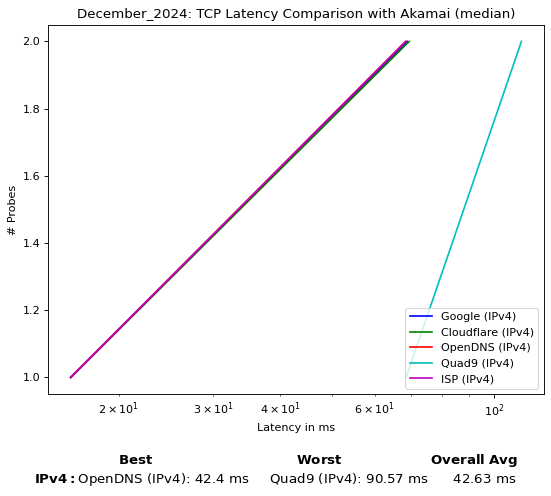 December_2024: TCP Latency Comparison with Akamai (median)
2.0
1.8
1.6
1.4
1.2
1.0
# Probes
Google (IPv4)
Cloudflare (IPv4)
OpenDNS (IPv4)
Quad9 (IPv4)
ISP (IPv4)
2 × 10¹ 3 × 10¹ 4 × 10¹ 6 × 10¹ 10²
Latency in ms
Best Worst Overall Avg
IPv4: OpenDNS (IPv4): 42.4 ms Quad9 (IPv4): 90.57 ms 42.63 ms